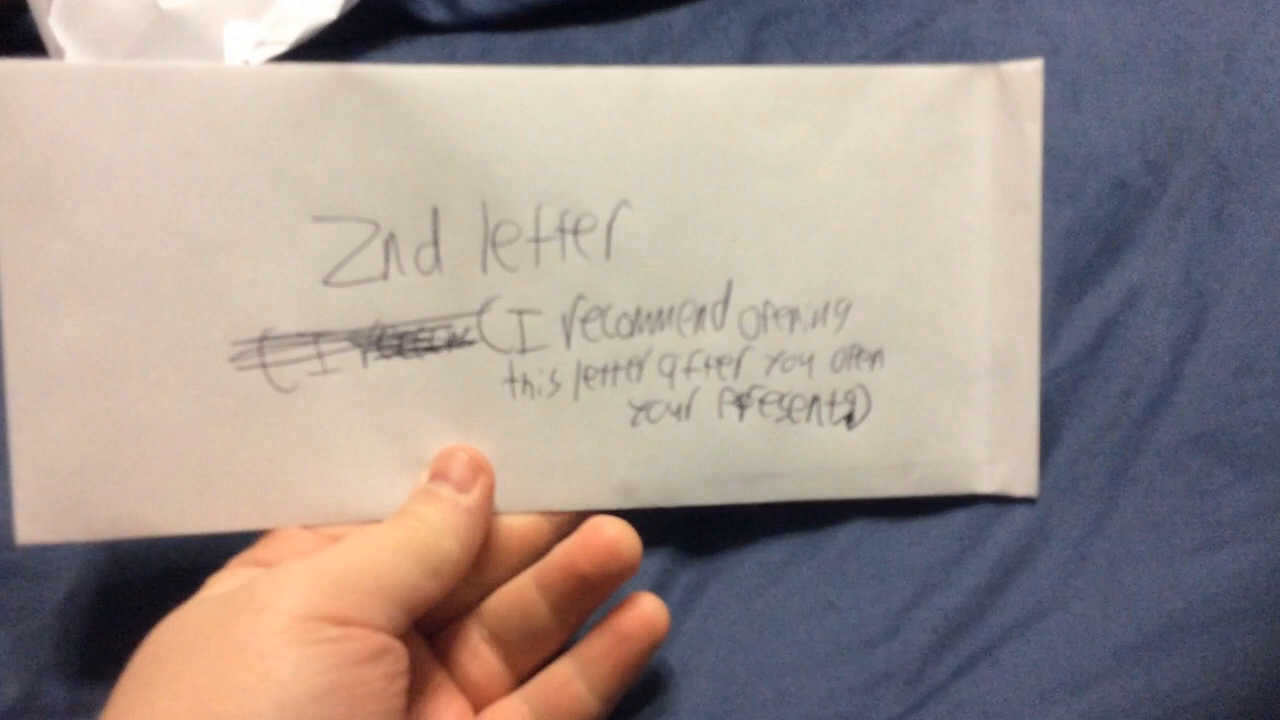 2nd letter
(I recommend opening
this letter after you open
your presents)